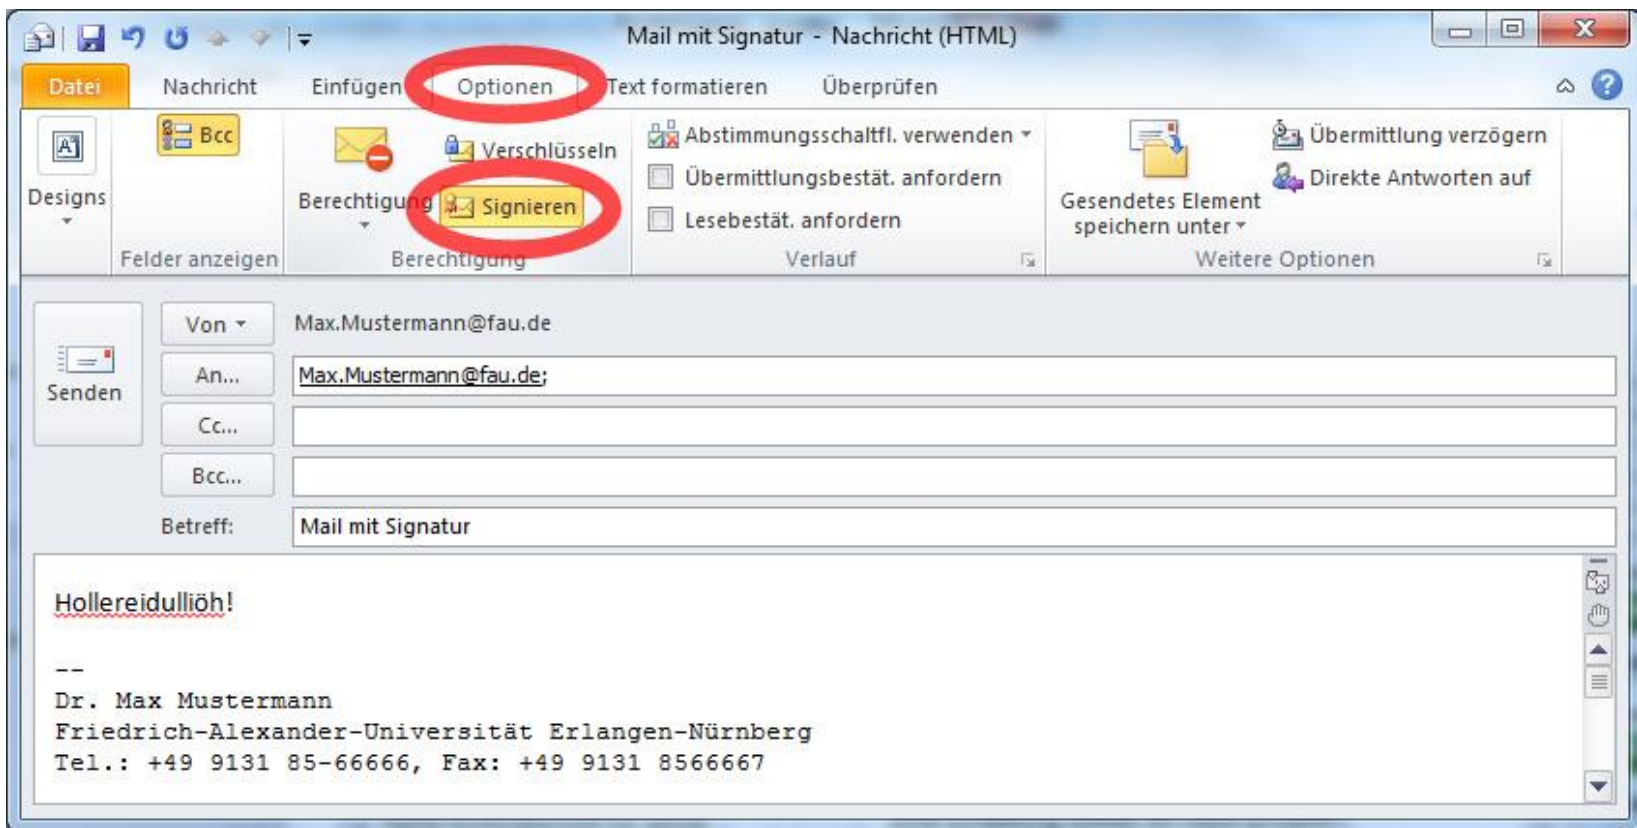 Mail mit Signatur - Nachricht (HTML)
Datei Nachricht Einfügen Optionen Text formatieren Überprüfen
Designs
Bcc
Felder anzeigen
Berechtigung
Verschlüsseln
Signieren
Berechtigung
Abstimmungsschaltfl. verwenden
Übermittlungsbestät. anfordern
Lesebestät. anfordern
Verlauf
Gesendetes Element
speichern unter
Übermittlung verzögern
Direkte Antworten auf
Weitere Optionen
Senden
Von Max.Mustermann@fau.de
An... Max.Mustermann@fau.de;
Cc...
Bcc...
Betreff: Mail mit Signatur
Hollereidulliöh!
--
Dr. Max Mustermann
Friedrich-Alexander-Universität Erlangen-Nürnberg
Tel.: +49 9131 85-66666, Fax: +49 9131 8566667